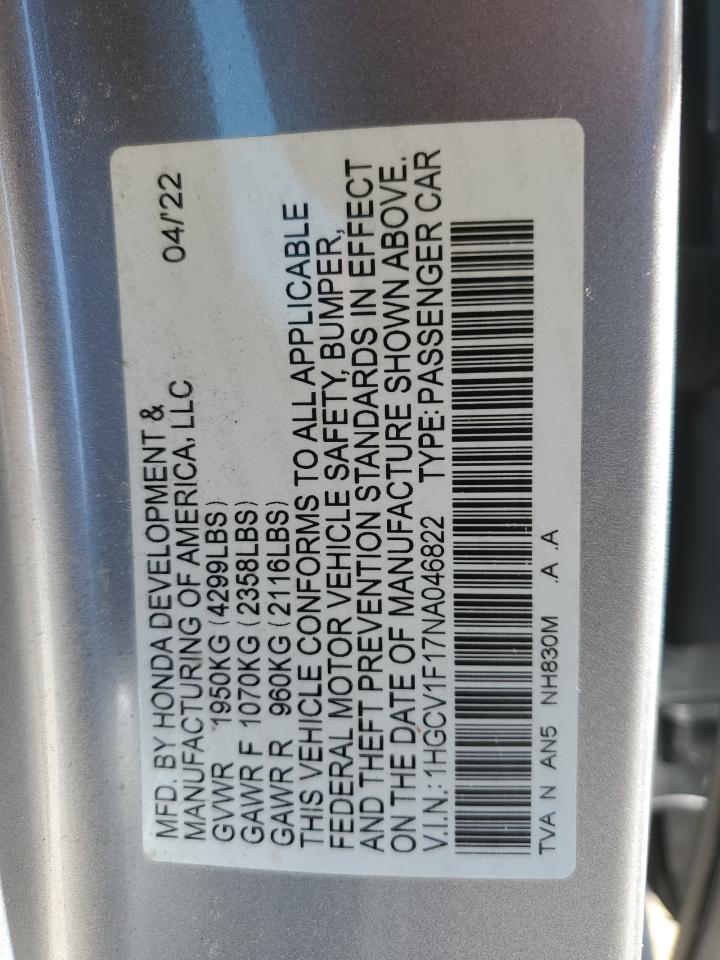 MFD. BY HONDA DEVELOPMENT & 04/'22
MANUFACTURING OF AMERICA, LLC
GVWR 1950KG (4299LBS)
GAWR F 1070KG (2358LBS)
GAWR R 960KG (2116LBS)
THIS VEHICLE CONFORMS TO ALL APPLICABLE
FEDERAL MOTOR VEHICLE SAFETY, BUMPER,
AND THEFT PREVENTION STANDARDS IN EFFECT
ON THE DATE OF MANUFACTURE SHOWN ABOVE.
V.I.N.: 1HGCV1F17NA046822 TYPE: PASSENGER CAR
TVA N AN5 NH830M .A .A